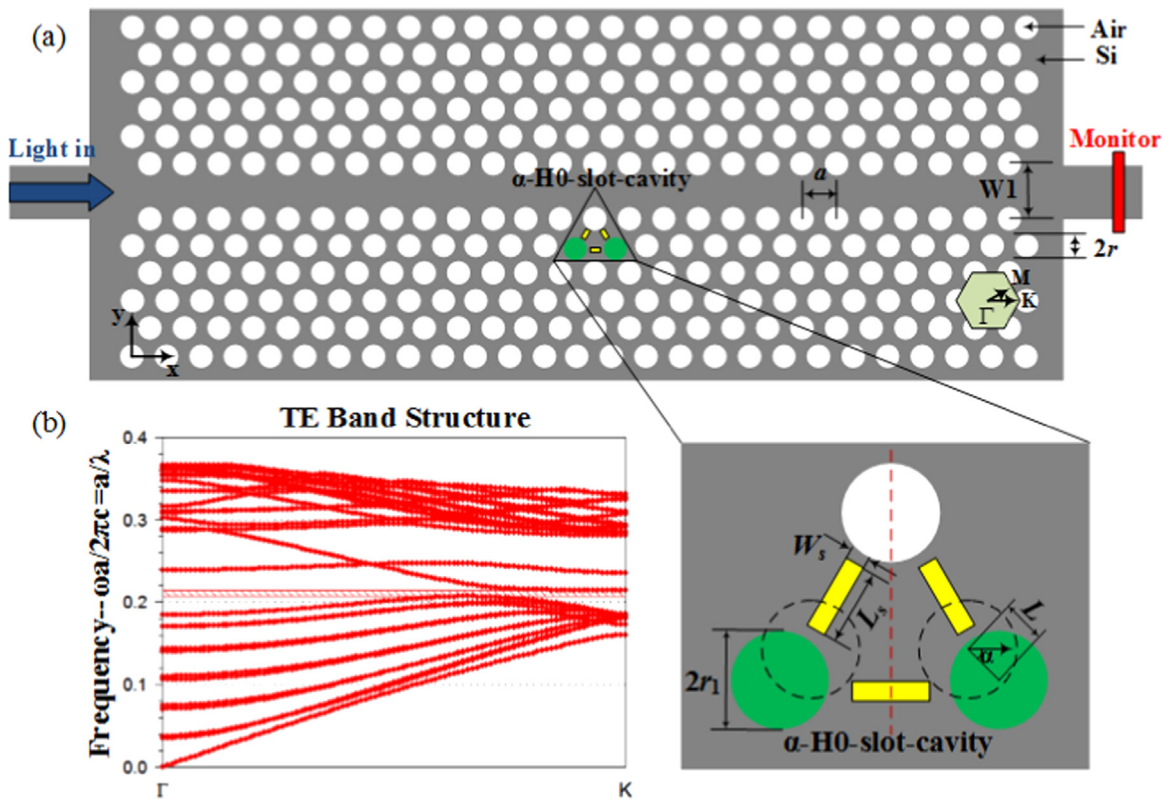 (a)
Air
Si
Light in
Monitor
α-H0-slot-cavity
a
W1
2r
M
K
Γ
y
x
(b)
TE Band Structure
Frequency--ωa/2πc=a/λ
0.4
0.3
0.2
0.1
0.0
Γ
K
Ws
Ls
L
α
2r1
α-H0-slot-cavity